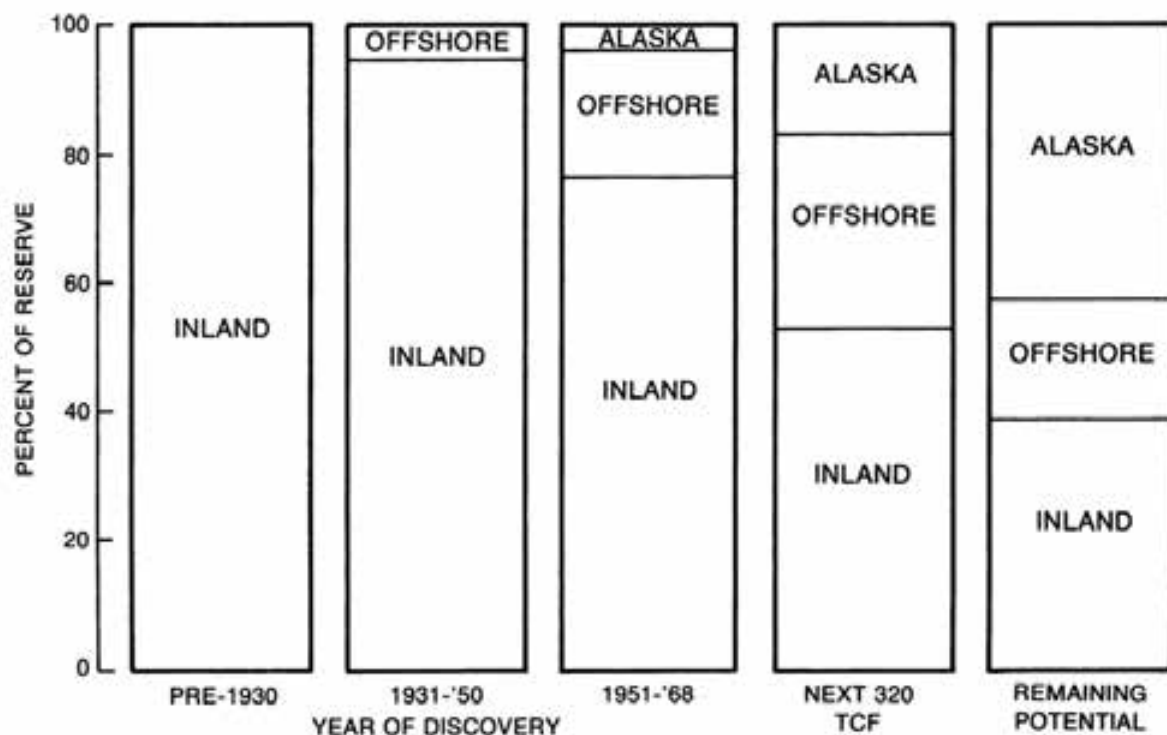 100
80
60
40
20
0
PERCENT OF RESERVE
INLAND
OFFSHORE
INLAND
ALASKA
OFFSHORE
INLAND
ALASKA
OFFSHORE
INLAND
ALASKA
OFFSHORE
INLAND
PRE-1930
1931-'50
1951-'68
NEXT 320
TCF
REMAINING
POTENTIAL
YEAR OF DISCOVERY